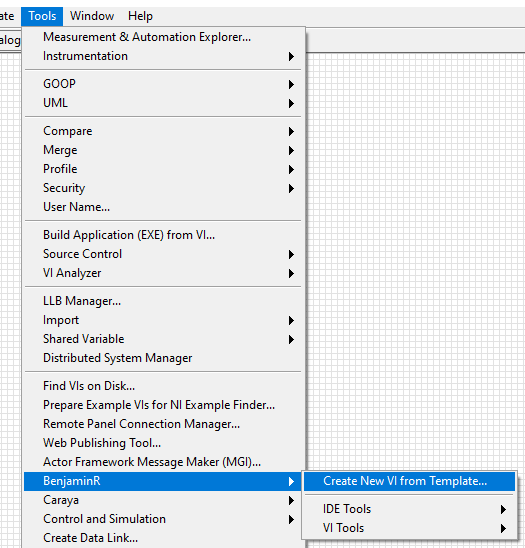 ate Tools Window Help
alog
Measurement & Automation Explorer...
Instrumentation
GOOP
UML
Compare
Merge
Profile
Security
User Name...
Build Application (EXE) from VI...
Source Control
VI Analyzer
LLB Manager...
Import
Shared Variable
Distributed System Manager
Find VIs on Disk...
Prepare Example VIs for NI Example Finder...
Remote Panel Connection Manager...
Web Publishing Tool...
Actor Framework Message Maker (MGI)...
BenjaminR
Create New VI from Template...
Caraya
IDE Tools
Control and Simulation
VI Tools
Create Data Link...